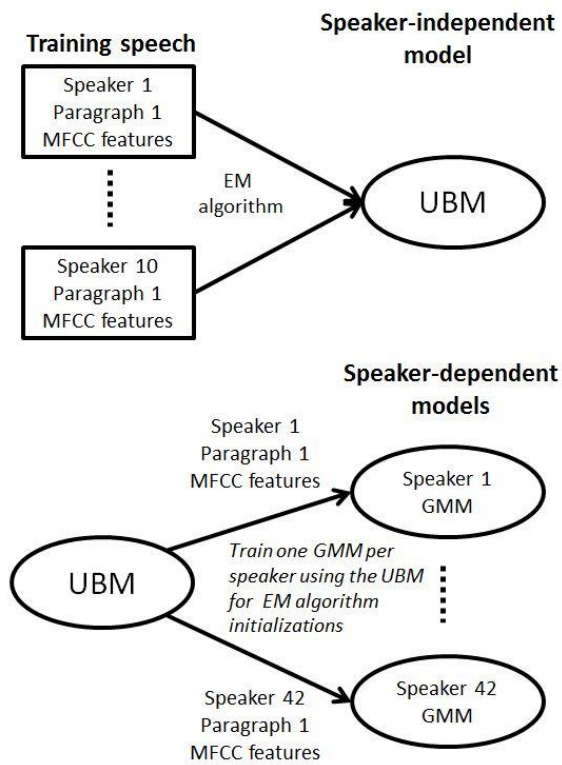 Training speech
Speaker-independent
model
Speaker 1
Paragraph 1
MFCC features
EM
algorithm
UBM
Speaker 10
Paragraph 1
MFCC features
Speaker-dependent
models
Speaker 1
Paragraph 1
MFCC features
Speaker 1
GMM
UBM
Train one GMM per
speaker using the UBM
for EM algorithm
initializations
Speaker 42
Paragraph 1
MFCC features
Speaker 42
GMM